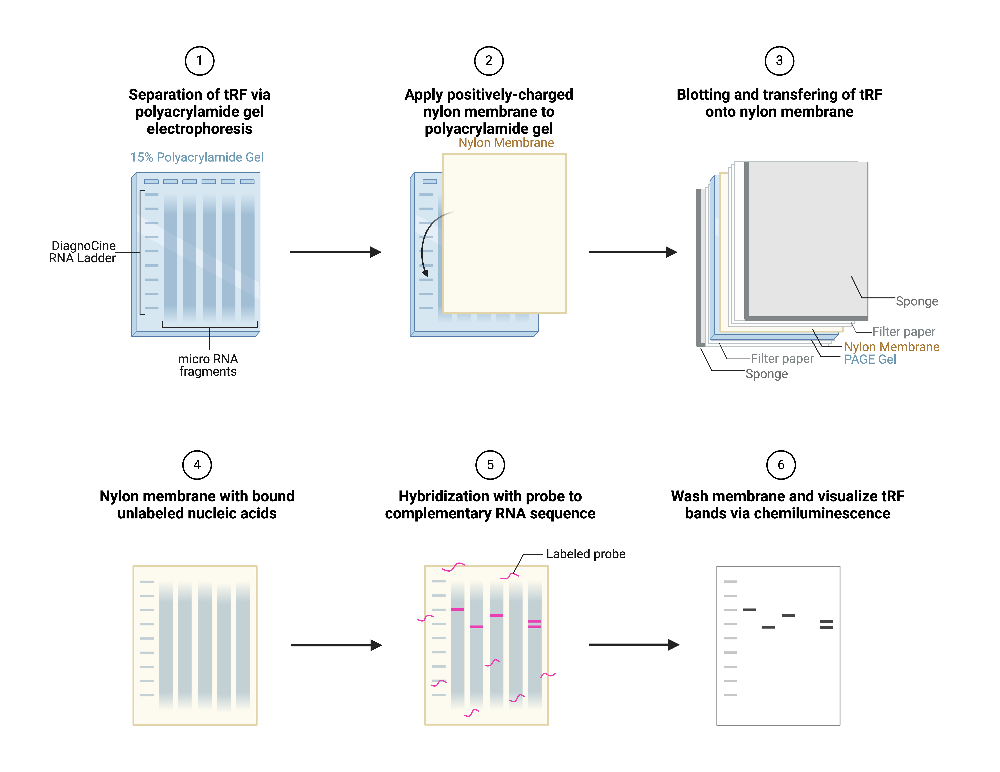 1
Separation of tRF via
polyacrylamide gel
electrophoresis
15% Polyacrylamide Gel
DiagnoCine
RNA Ladder
micro RNA
fragments
2
Apply positively-charged
nylon membrane to
polyacrylamide gel
Nylon Membrane
3
Blotting and transfering of tRF
onto nylon membrane
Sponge
Filter paper
Nylon Membrane
PAGE Gel
Filter paper
Sponge
4
Nylon membrane with bound
unlabeled nucleic acids
5
Hybridization with probe to
complementary RNA sequence
Labeled probe
6
Wash membrane and visualize tRF
bands via chemiluminescence